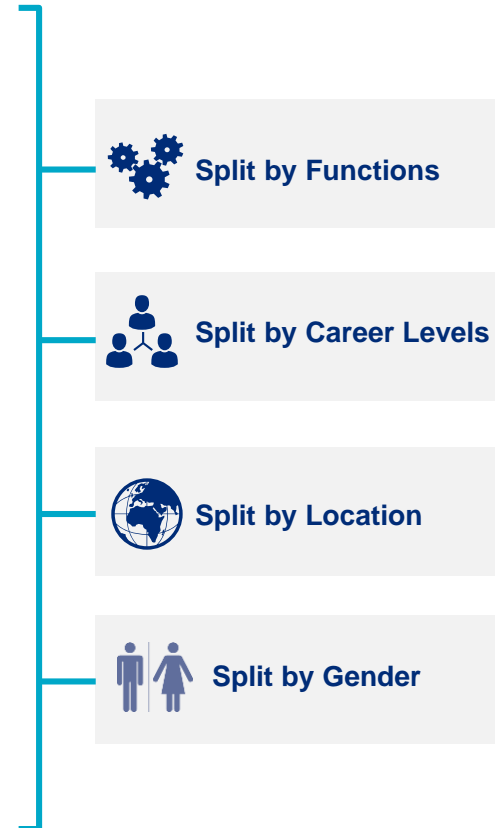 Split by Functions
Split by Career Levels
Split by Location
Split by Gender